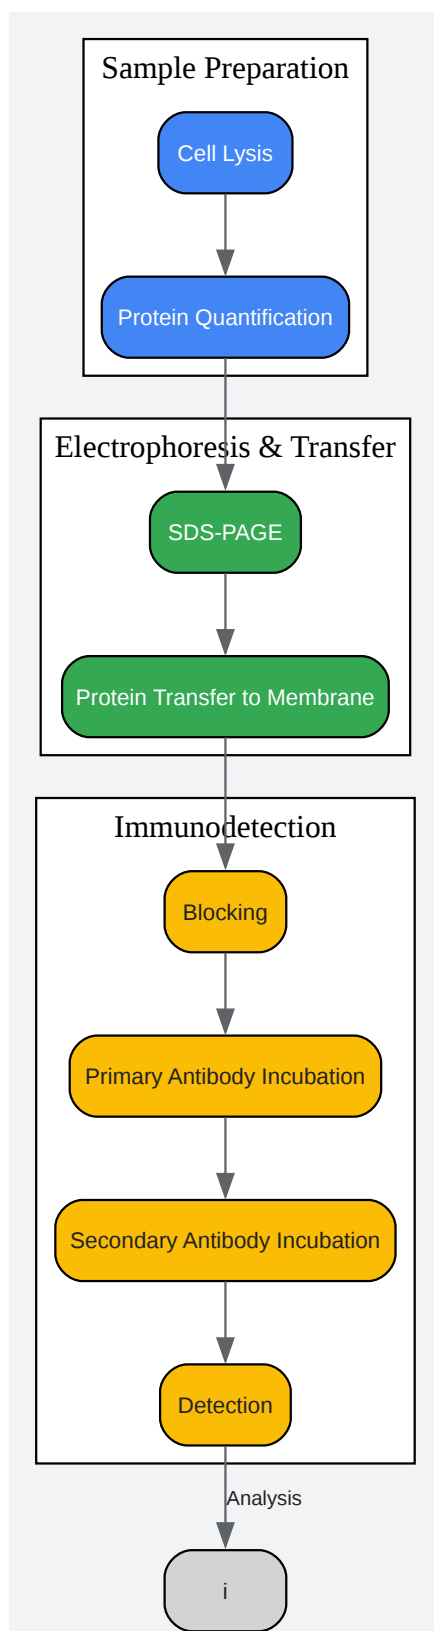 Sample Preparation
Cell Lysis
Protein Quantification
Electrophoresis & Transfer
SDS-PAGE
Protein Transfer to Membrane
Immunodetection
Blocking
Primary Antibody Incubation
Secondary Antibody Incubation
Detection
Analysis
i